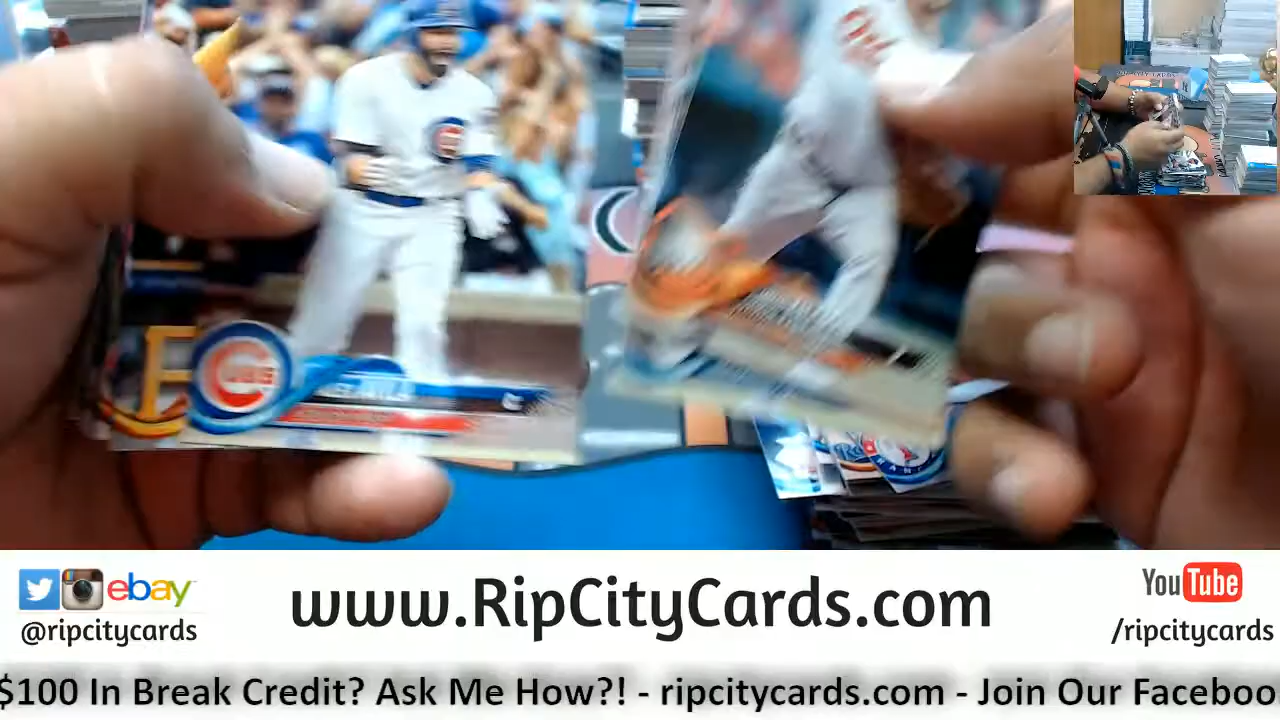 CUBS
ebay
@ripcitycards
www.RipCityCards.com
YouTube
/ripcitycards
$100 In Break Credit? Ask Me How?! - ripcitycards.com - Join Our Faceboo